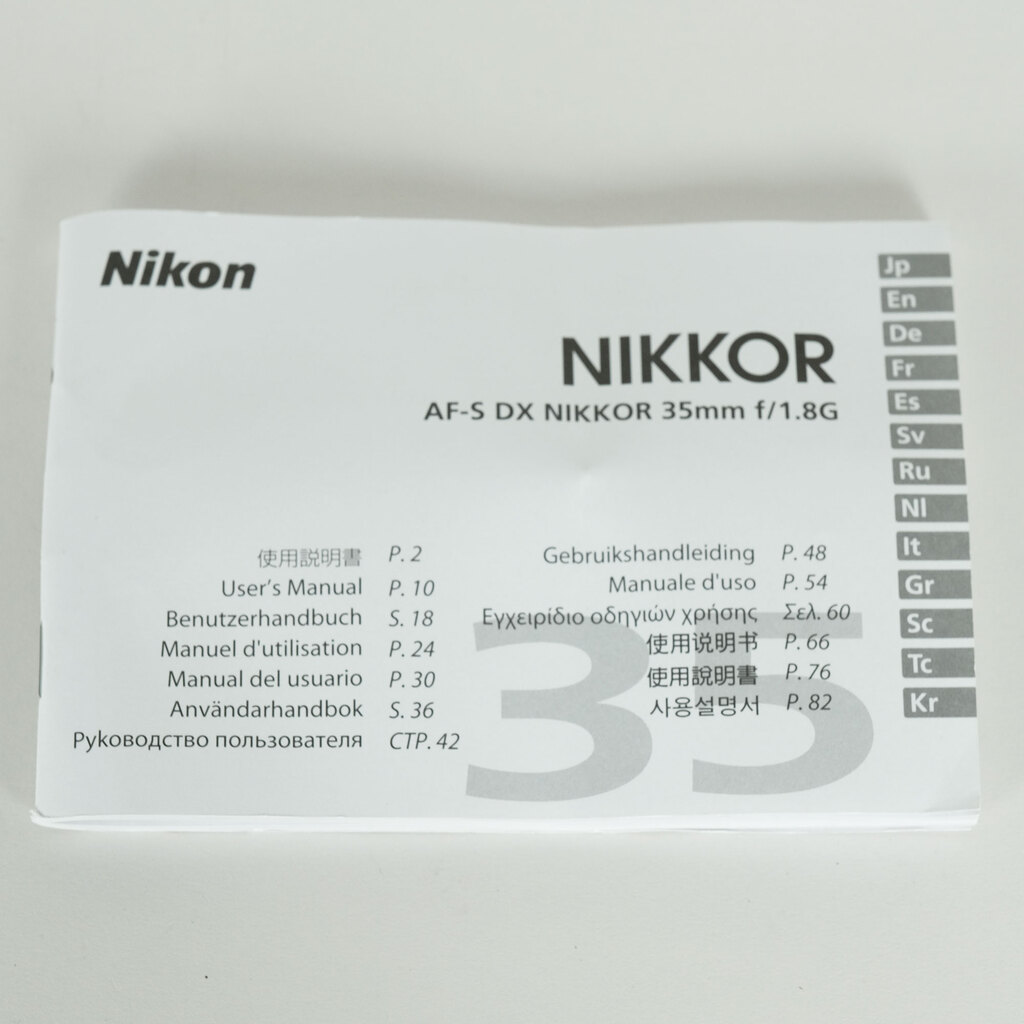 Nikon
NIKKOR
AF-S DX NIKKOR 35mm f/1.8G
使用説明書 P. 2
User's Manual P. 10
Benutzerhandbuch S. 18
Manuel d'utilisation P. 24
Manual del usuario P. 30
Användarhandbok S. 36
Руководство пользователя СТР. 42
Gebruikshandleiding P. 48
Manuale d'uso P. 54
Εγχειρίδιο οδηγιών χρήσης Σελ. 60
使用说明书 P. 66
使用說明書 P. 76
사용설명서 P. 82
35
Jp
En
De
Fr
Es
Sv
Ru
Nl
It
Gr
Sc
Tc
Kr